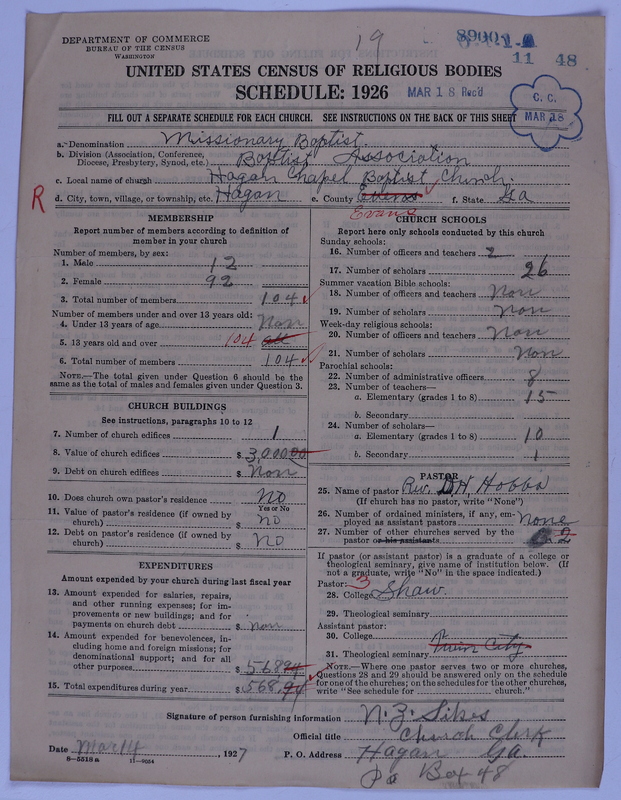 DEPARTMENT OF COMMERCE
BUREAU OF THE CENSUS
WASHINGTON
19
11 48
UNITED STATES CENSUS OF RELIGIOUS BODIES
SCHEDULE: 1926
MAR 18 Rec'd
C. C.
MAR 18
FILL OUT A SEPARATE SCHEDULE FOR EACH CHURCH. SEE INSTRUCTIONS ON THE BACK OF THIS SHEET
a. Denomination Missionary Baptist
b. Division (Association, Conference, Diocese, Presbytery, Synod, etc.) Baptist Association
c. Local name of church Hagan Chapel Baptist Church.
R d. City, town, village, or township, etc. Hagan e. County Evans f. State Ga
MEMBERSHIP
Report number of members according to definition of member in your church
Number of members, by sex:
1. Male 12
2. Female 92
3. Total number of members 104
Number of members under and over 13 years old:
4. Under 13 years of age Non
5. 13 years old and over 104 all
6. Total number of members 104
NOTE.—The total given under Question 6 should be the same as the total of males and females given under Question 3.
CHURCH BUILDINGS
See instructions, paragraphs 10 to 12
7. Number of church edifices 1
8. Value of church edifices $ 3,000 00
9. Debt on church edifices $ Non
10. Does church own pastor's residence No
Yes or No
11. Value of pastor's residence (if owned by church) $ No
12. Debt on pastor's residence (if owned by church) $ No
EXPENDITURES
Amount expended by your church during last fiscal year
13. Amount expended for salaries, repairs, and other running expenses; for improvements or new buildings; and for payments on church debt $ Non
14. Amount expended for benevolences, including home and foreign missions; for denominational support; and for all other purposes $ 568.94
15. Total expenditures during year $ 568.94
CHURCH SCHOOLS
Report here only schools conducted by this church
Sunday schools:
16. Number of officers and teachers 2
17. Number of scholars 26
Summer vacation Bible schools:
18. Number of officers and teachers Non
19. Number of scholars Non
Week-day religious schools:
20. Number of officers and teachers Non
21. Number of scholars Non
Parochial schools:
22. Number of administrative officers 8
23. Number of teachers—
a. Elementary (grades 1 to 8) 15
b. Secondary
24. Number of scholars—
a. Elementary (grades 1 to 8) 10
b. Secondary 1
PASTOR
25. Name of pastor Rev. D H. Hobbs
(If church has no pastor, write "None")
26. Number of ordained ministers, if any, employed as assistant pastors None
27. Number of other churches served by the pastor or his assistants 2
If pastor (or assistant pastor) is a graduate of a college or theological seminary, give name of institution below. (If not a graduate, write "No" in the space indicated.)
Pastor: 3
28. College Shaw
29. Theological seminary
Assistant pastor:
30. College
31. Theological seminary Twin City
NOTE.—Where one pastor serves two or more churches, Questions 28 and 29 should be answered only on the schedule for one of the churches; on the schedules for the other churches, write "See schedule for ______ church."
Signature of person furnishing information N. Z. Sikes
Official title Church Clerk
Date Mar 14, 1927 P. O. Address Hagan Ga.
8-5518a 11-9054
Box 48